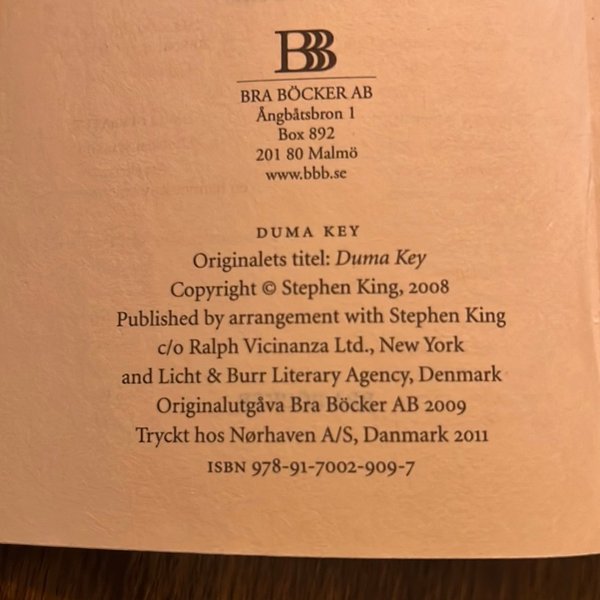 BBB
BRA BÖCKER AB
Ångbåtsbron 1
Box 892
201 80 Malmö
www.bbb.se
DUMA KEY
Originalets titel: Duma Key
Copyright © Stephen King, 2008
Published by arrangement with Stephen King
c/o Ralph Vicinanza Ltd., New York
and Licht & Burr Literary Agency, Denmark
Originalutgåva Bra Böcker AB 2009
Tryckt hos Nørhaven A/S, Danmark 2011
ISBN 978-91-7002-909-7